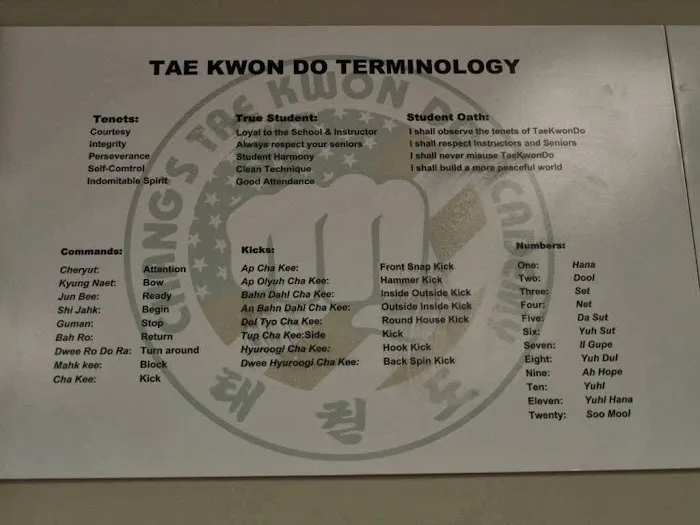 TAE KWON DO TERMINOLOGY
Tenets:
Courtesy
Integrity
Perseverance
Self-Comtrol
Indomitable Spirit
True Student:
Loyal to the School & Instructor
Always respect your seniors
Student Harmony
Clean Technique
Good Attendance
Student Oath:
I shall observe the tenets of TaeKwonDo
I shall respect Instructors and Seniors
I shall never misuse TaeKwonDo
I shall build a more peaceful world
Commands:
Cheryut: Attention
Kyung Naet: Bow
Jun Bee: Ready
Shi Jahk: Begin
Guman: Stop
Bah Ro: Return
Dwee Ro Do Ra: Turn around
Mahk kee: Block
Cha Kee: Kick
Kicks:
Ap Cha Kee: Front Snap Kick
Ap Olyuh Cha Kee: Hammer Kick
Bahn Dahl Cha Kee: Inside Outside Kick
An Bahn Dahl Cha Kee: Outside Inside Kick
Dol Tyo Cha Kee: Round House Kick
Tup Cha Kee:Side Kick
Hyuroogi Cha Kee: Hook Kick
Dwee Hyuroogi Cha Kee: Back Spin Kick
Numbers:
One: Hana
Two: Dool
Three: Set
Four: Net
Five: Da Sut
Six: Yuh Sut
Seven: Il Gupe
Eight: Yuh Dul
Nine: Ah Hope
Ten: Yuhl
Eleven: Yuhl Hana
Twenty: Soo Mool
CHANG'S TAE KWON DO ACADEMY
태 권 도